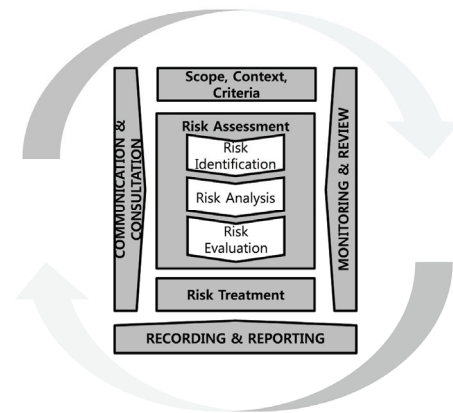 Scope, Context,
Criteria
COMMUNICATION &
CONSULTATION
Risk Assessment
Risk
Identification
Risk Analysis
Risk
Evaluation
MONITORING & REVIEW
Risk Treatment
RECORDING & REPORTING